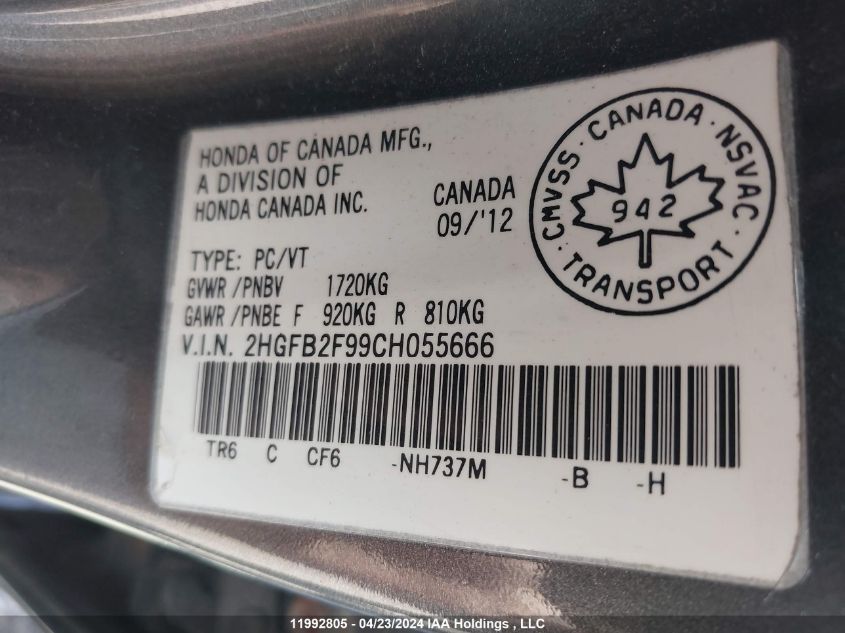 HONDA OF CANADA MFG.,
A DIVISION OF
HONDA CANADA INC.
CANADA
09/'12
CMVSS · CANADA · NSVAC ·
942
TRANSPORT
TYPE: PC/VT
GVWR /PNBV 1720KG
GAWR /PNBE F 920KG R 810KG
V.I.N. 2HGFB2F99CH055666
TR6 C CF6 -NH737M -B -H
11992805 - 04/23/2024 IAA Holdings , LLC